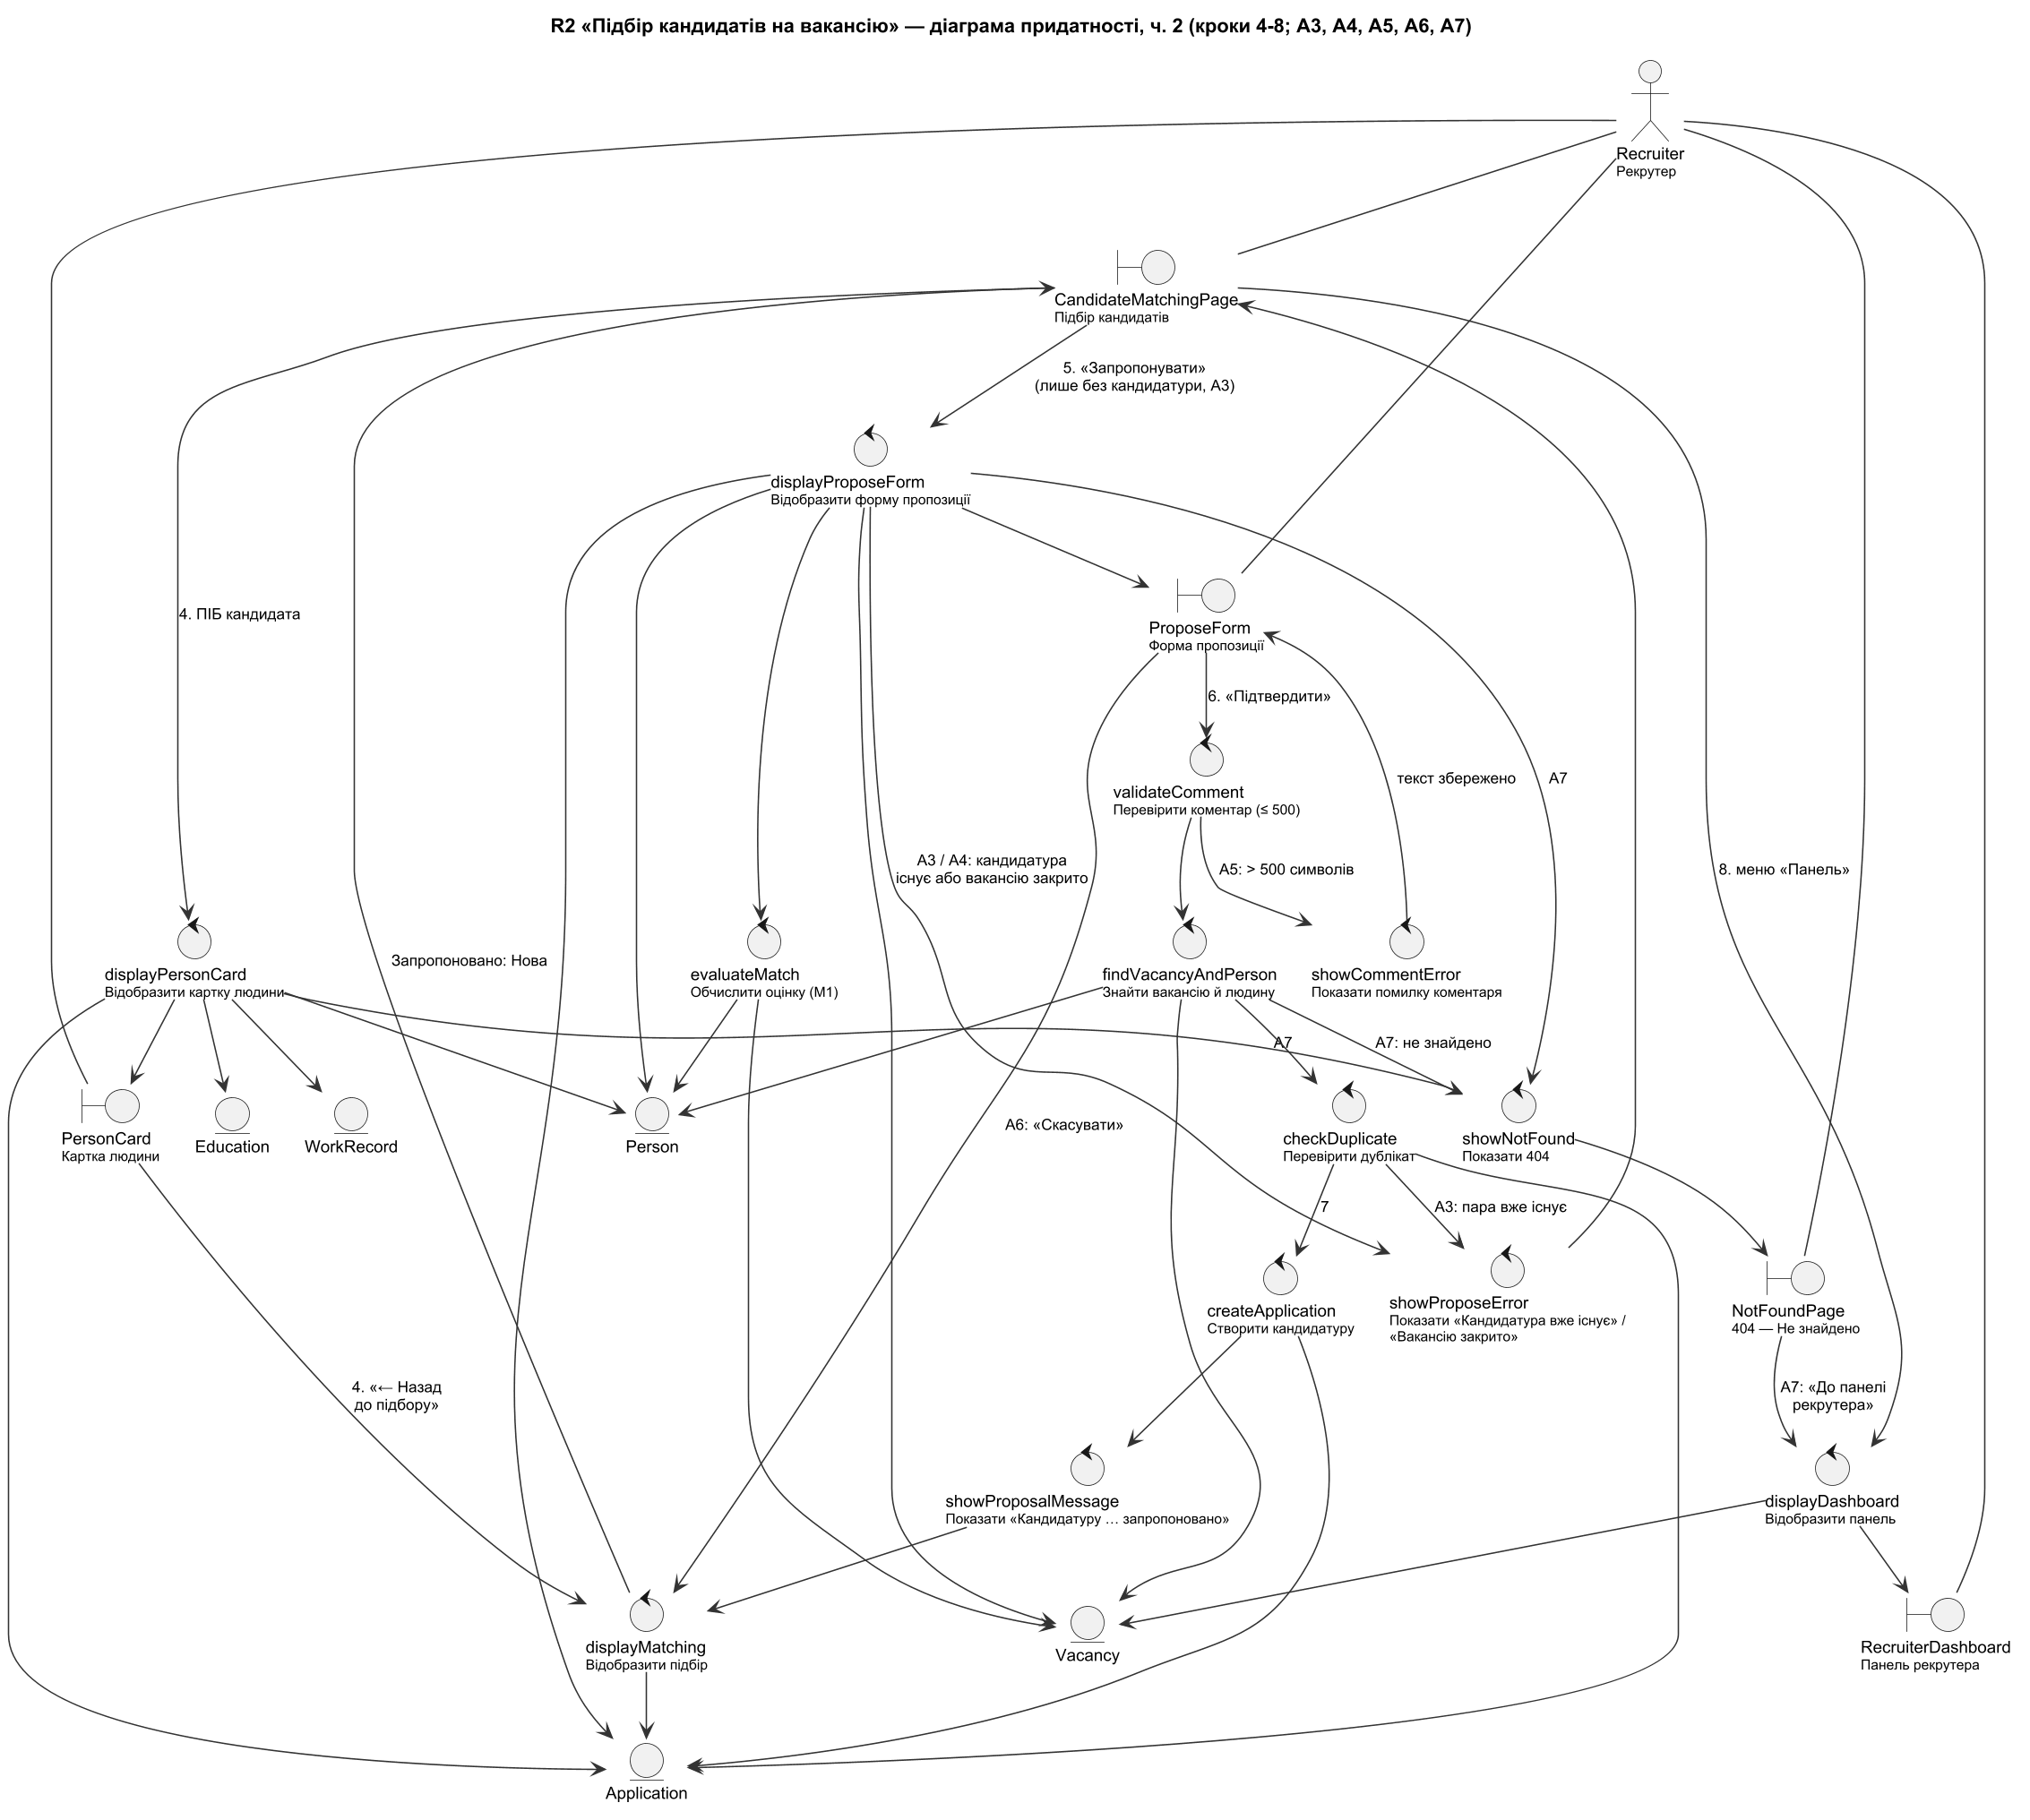 R2 «Підбір кандидатів на вакансію» — діаграма придатності, ч. 2 (кроки 4-8; A3, A4, A5, A6, A7)
Recruiter
Рекрутер
CandidateMatchingPage
Підбір кандидатів
5. «Запропонувати»
(лише без кандидатури, A3)
displayProposeForm
Відобразити форму пропозиції
4. ПІБ кандидата
ProposeForm
Форма пропозиції
6. «Підтвердити»
validateComment
Перевірити коментар (≤ 500)
текст збережено
A7
A3 / A4: кандидатура
існує або вакансію закрито
A5: > 500 символів
8. меню «Панель»
Запропоновано: Нова
displayPersonCard
Відобразити картку людини
evaluateMatch
Обчислити оцінку (M1)
findVacancyAndPerson
Знайти вакансію й людину
showCommentError
Показати помилку коментаря
A7
A7: не знайдено
PersonCard
Картка людини
Education
WorkRecord
Person
A6: «Скасувати»
checkDuplicate
Перевірити дублікат
showNotFound
Показати 404
7
A3: пара вже існує
createApplication
Створити кандидатуру
showProposeError
Показати «Кандидатура вже існує» /
«Вакансію закрито»
NotFoundPage
404 — Не знайдено
4. «← Назад
до підбору»
A7: «До панелі
рекрутера»
showProposalMessage
Показати «Кандидатуру … запропоновано»
displayDashboard
Відобразити панель
displayMatching
Відобразити підбір
Vacancy
RecruiterDashboard
Панель рекрутера
Application